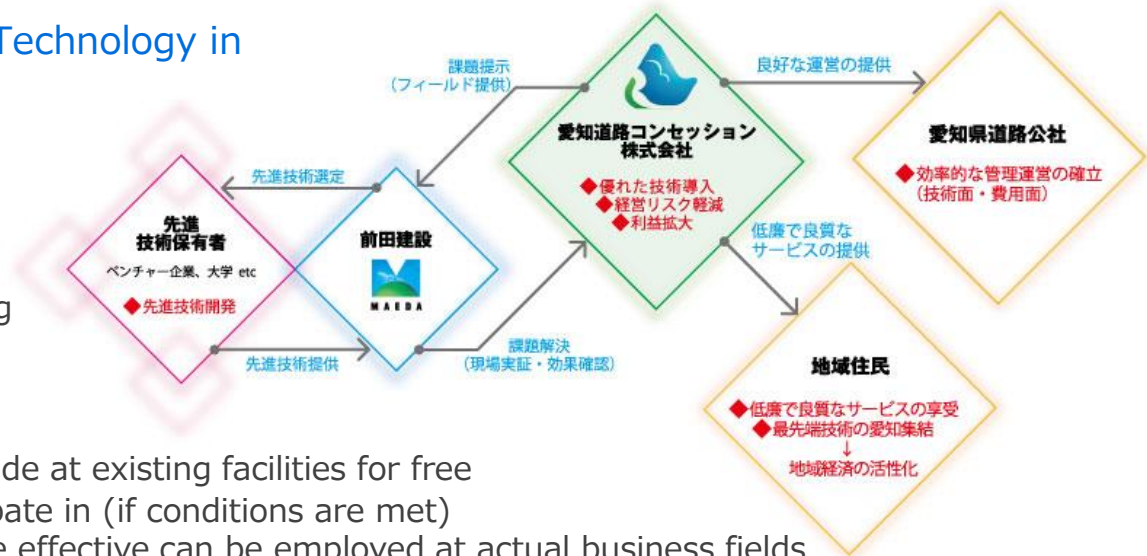 Technology in
課題提示
(フィールド提供)
良好な運営の提供
愛知道路コンセッション
株式会社
◆優れた技術導入
◆経営リスク軽減
◆利益拡大
愛知県道路公社
◆効率的な管理運営の確立
(技術面・費用面)
先進技術選定
先進
技術保有者
ベンチャー企業、大学 etc
◆先進技術開発
前田建設
MAEDA
低廉で良質な
サービスの提供
g
先進技術提供
課題解決
(現場実証・効果確認)
地域住民
◆低廉で良質なサービスの享受
◆最先端技術の愛知集結
↓
地域経済の活性化
de at existing facilities for free
pate in (if conditions are met)
e effective can be employed at actual business fields